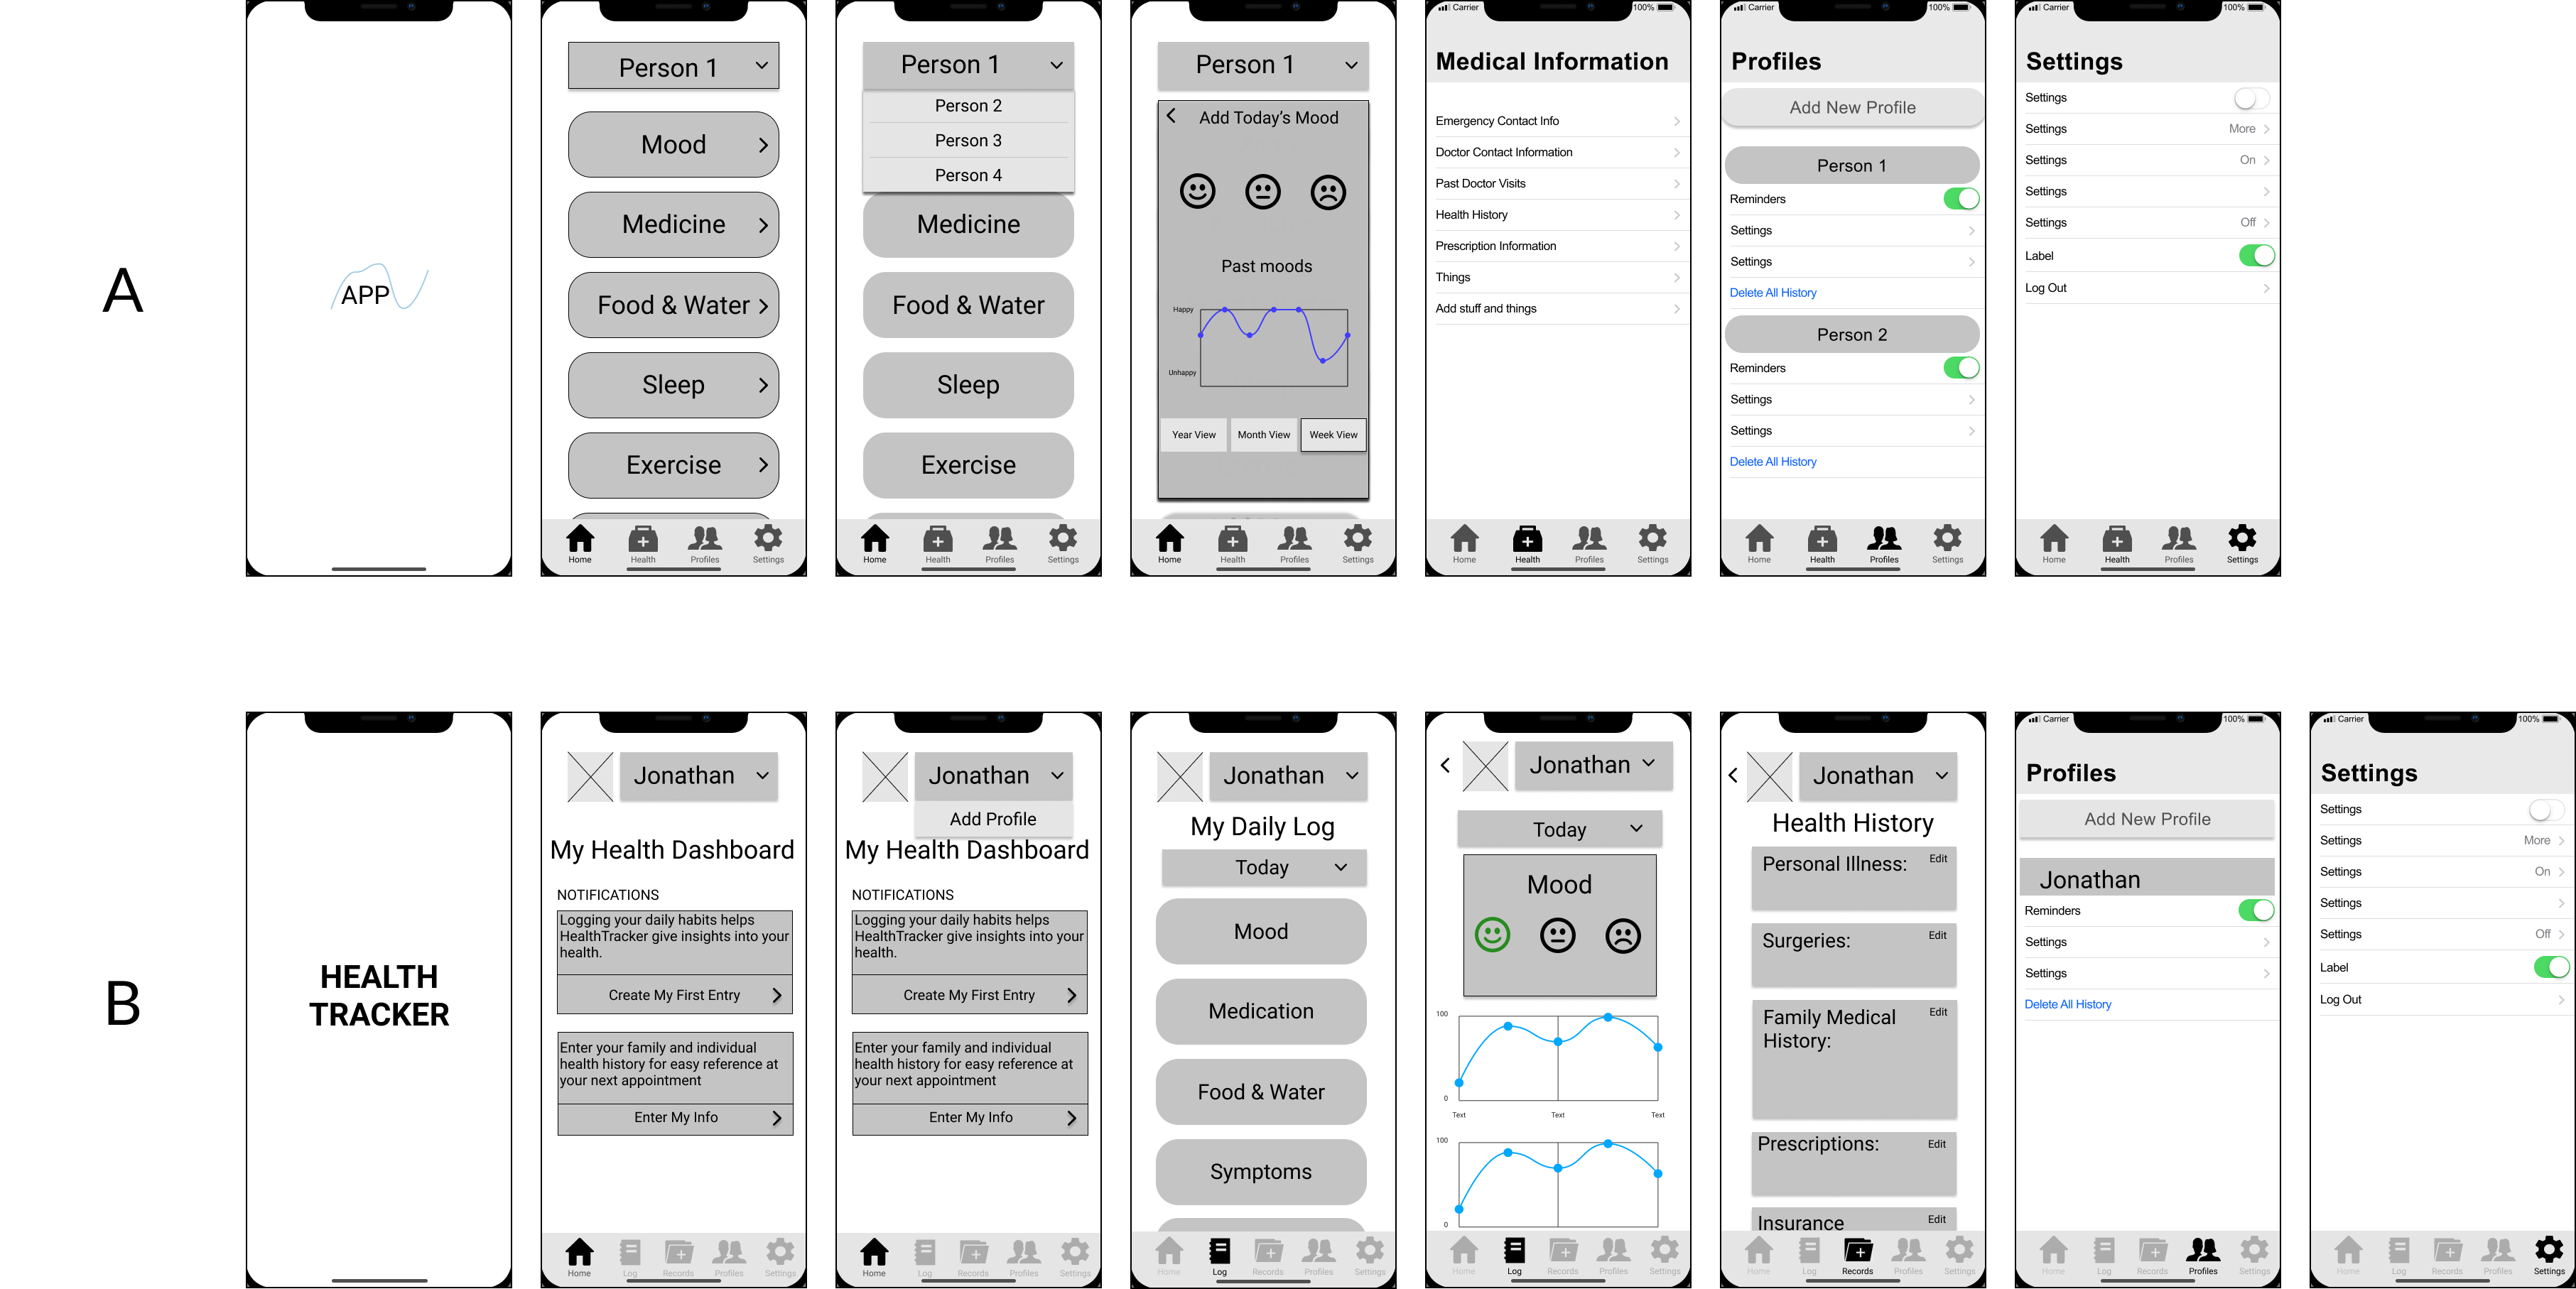 A
APP
Person 1
Mood
Medicine
Food & Water
Sleep
Exercise
Home Health Profiles Settings
Person 1
Person 2
Person 3
Person 4
Medicine
Food & Water
Sleep
Exercise
Home Health Profiles Settings
Person 1
Add Today's Mood
Past moods
Happy
Unhappy
Year View Month View Week View
Home Health Profiles Settings
Carrier 100%
Medical Information
Emergency Contact Info
Doctor Contact Information
Past Doctor Visits
Health History
Prescription Information
Things
Add stuff and things
Home Health Profiles Settings
Carrier 100%
Profiles
Add New Profile
Person 1
Reminders
Settings
Settings
Delete All History
Person 2
Reminders
Settings
Settings
Delete All History
Home Health Profiles Settings
Carrier 100%
Settings
Settings
Settings More
Settings On
Settings
Settings Off
Label
Log Out
Home Health Profiles Settings
B
HEALTH
TRACKER
Jonathan
My Health Dashboard
NOTIFICATIONS
Logging your daily habits helps
HealthTracker give insights into your
health.
Create My First Entry
Enter your family and individual
health history for easy reference at
your next appointment
Enter My Info
Home Log Records Profiles Settings
Jonathan
Add Profile
My Health Dashboard
NOTIFICATIONS
Logging your daily habits helps
HealthTracker give insights into your
health.
Create My First Entry
Enter your family and individual
health history for easy reference at
your next appointment
Enter My Info
Home Log Records Profiles Settings
Jonathan
My Daily Log
Today
Mood
Medication
Food & Water
Symptoms
Home Log Records Profiles Settings
Jonathan
Today
Mood
100
0
Text Text Text
100
0
Home Log Records Profiles Settings
Jonathan
Health History
Personal Illness: Edit
Surgeries: Edit
Family Medical Edit
History:
Prescriptions: Edit
Insurance Edit
Home Log Records Profiles Settings
Carrier 100%
Profiles
Add New Profile
Jonathan
Reminders
Settings
Settings
Delete All History
Home Log Records Profiles Settings
Carrier 100%
Settings
Settings
Settings More
Settings On
Settings
Settings Off
Label
Log Out
Home Log Records Profiles Settings